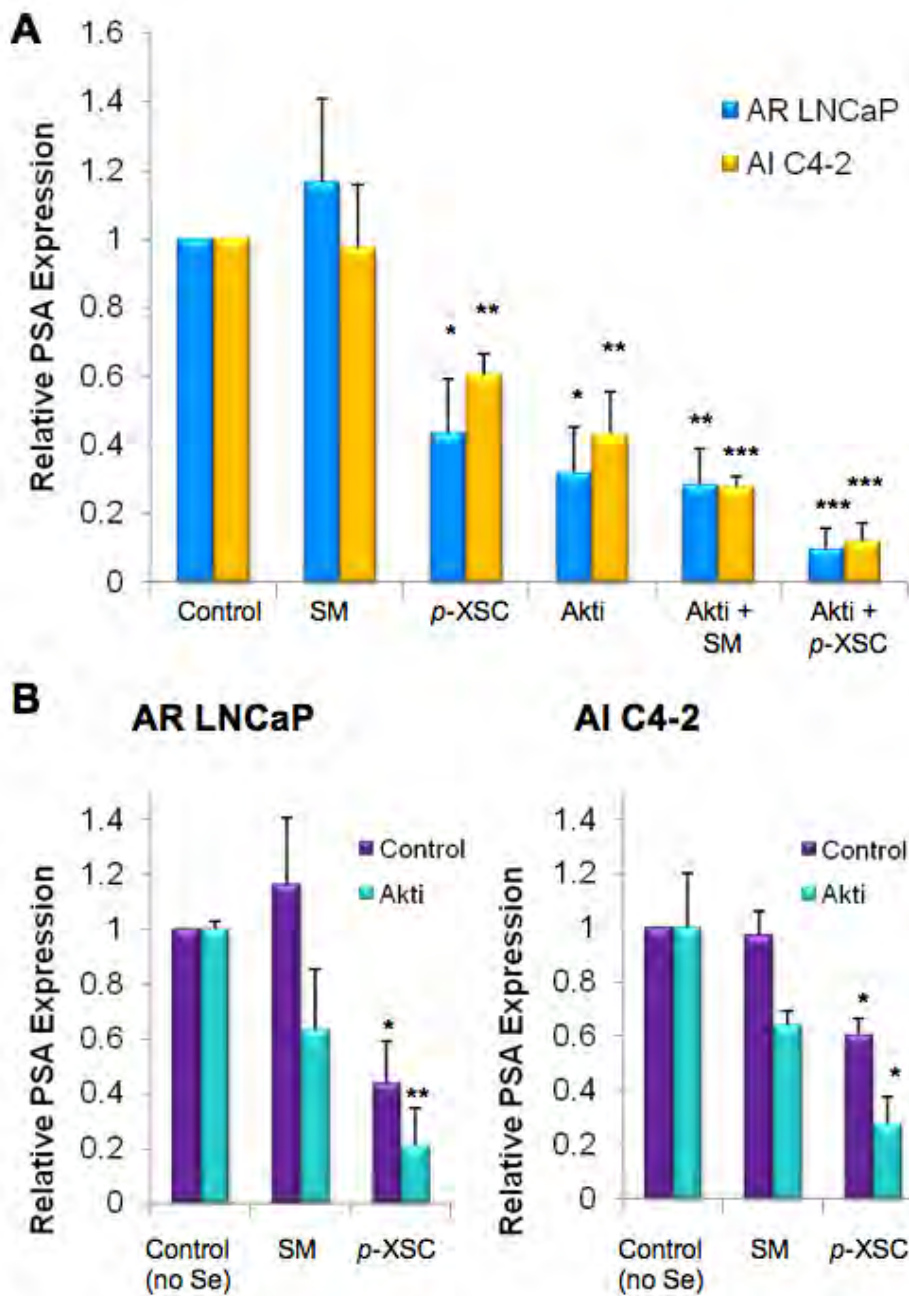 A
1.6
1.4
1.2
1
0.8
0.6
0.4
0.2
0
Relative PSA Expression
AR LNCaP
AI C4-2
* ** * ** ** *** *** ***
Control SM p-XSC Akti Akti + Akti +
SM p-XSC
B
AR LNCaP
1.4
1.2
1
0.8
0.6
0.4
0.2
0
Relative PSA Expression
Control
Akti
* **
Control SM p-XSC
(no Se)
AI C4-2
1.4
1.2
1
0.8
0.6
0.4
0.2
0
Relative PSA Expression
Control
Akti
* *
Control SM p-XSC
(no Se)